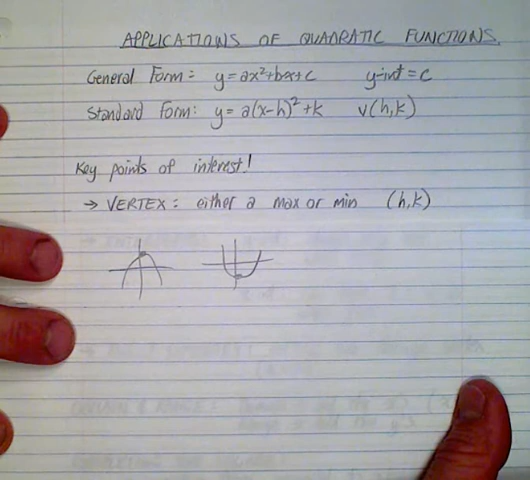 APPLICATIONS OF QUADRATIC FUNCTIONS.
General Form: y=ax²+bx+c y-int=c
Standard Form: y=a(x-h)²+k V(h,k)
Key points of interest!
→ VERTEX: either a max or min (h,k)